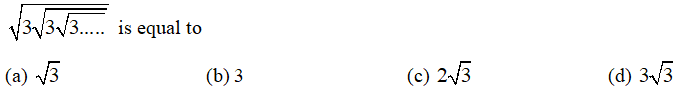 √3√3√3..... is equal to
(a) √3 (b) 3 (c) 2√3 (d) 3√3